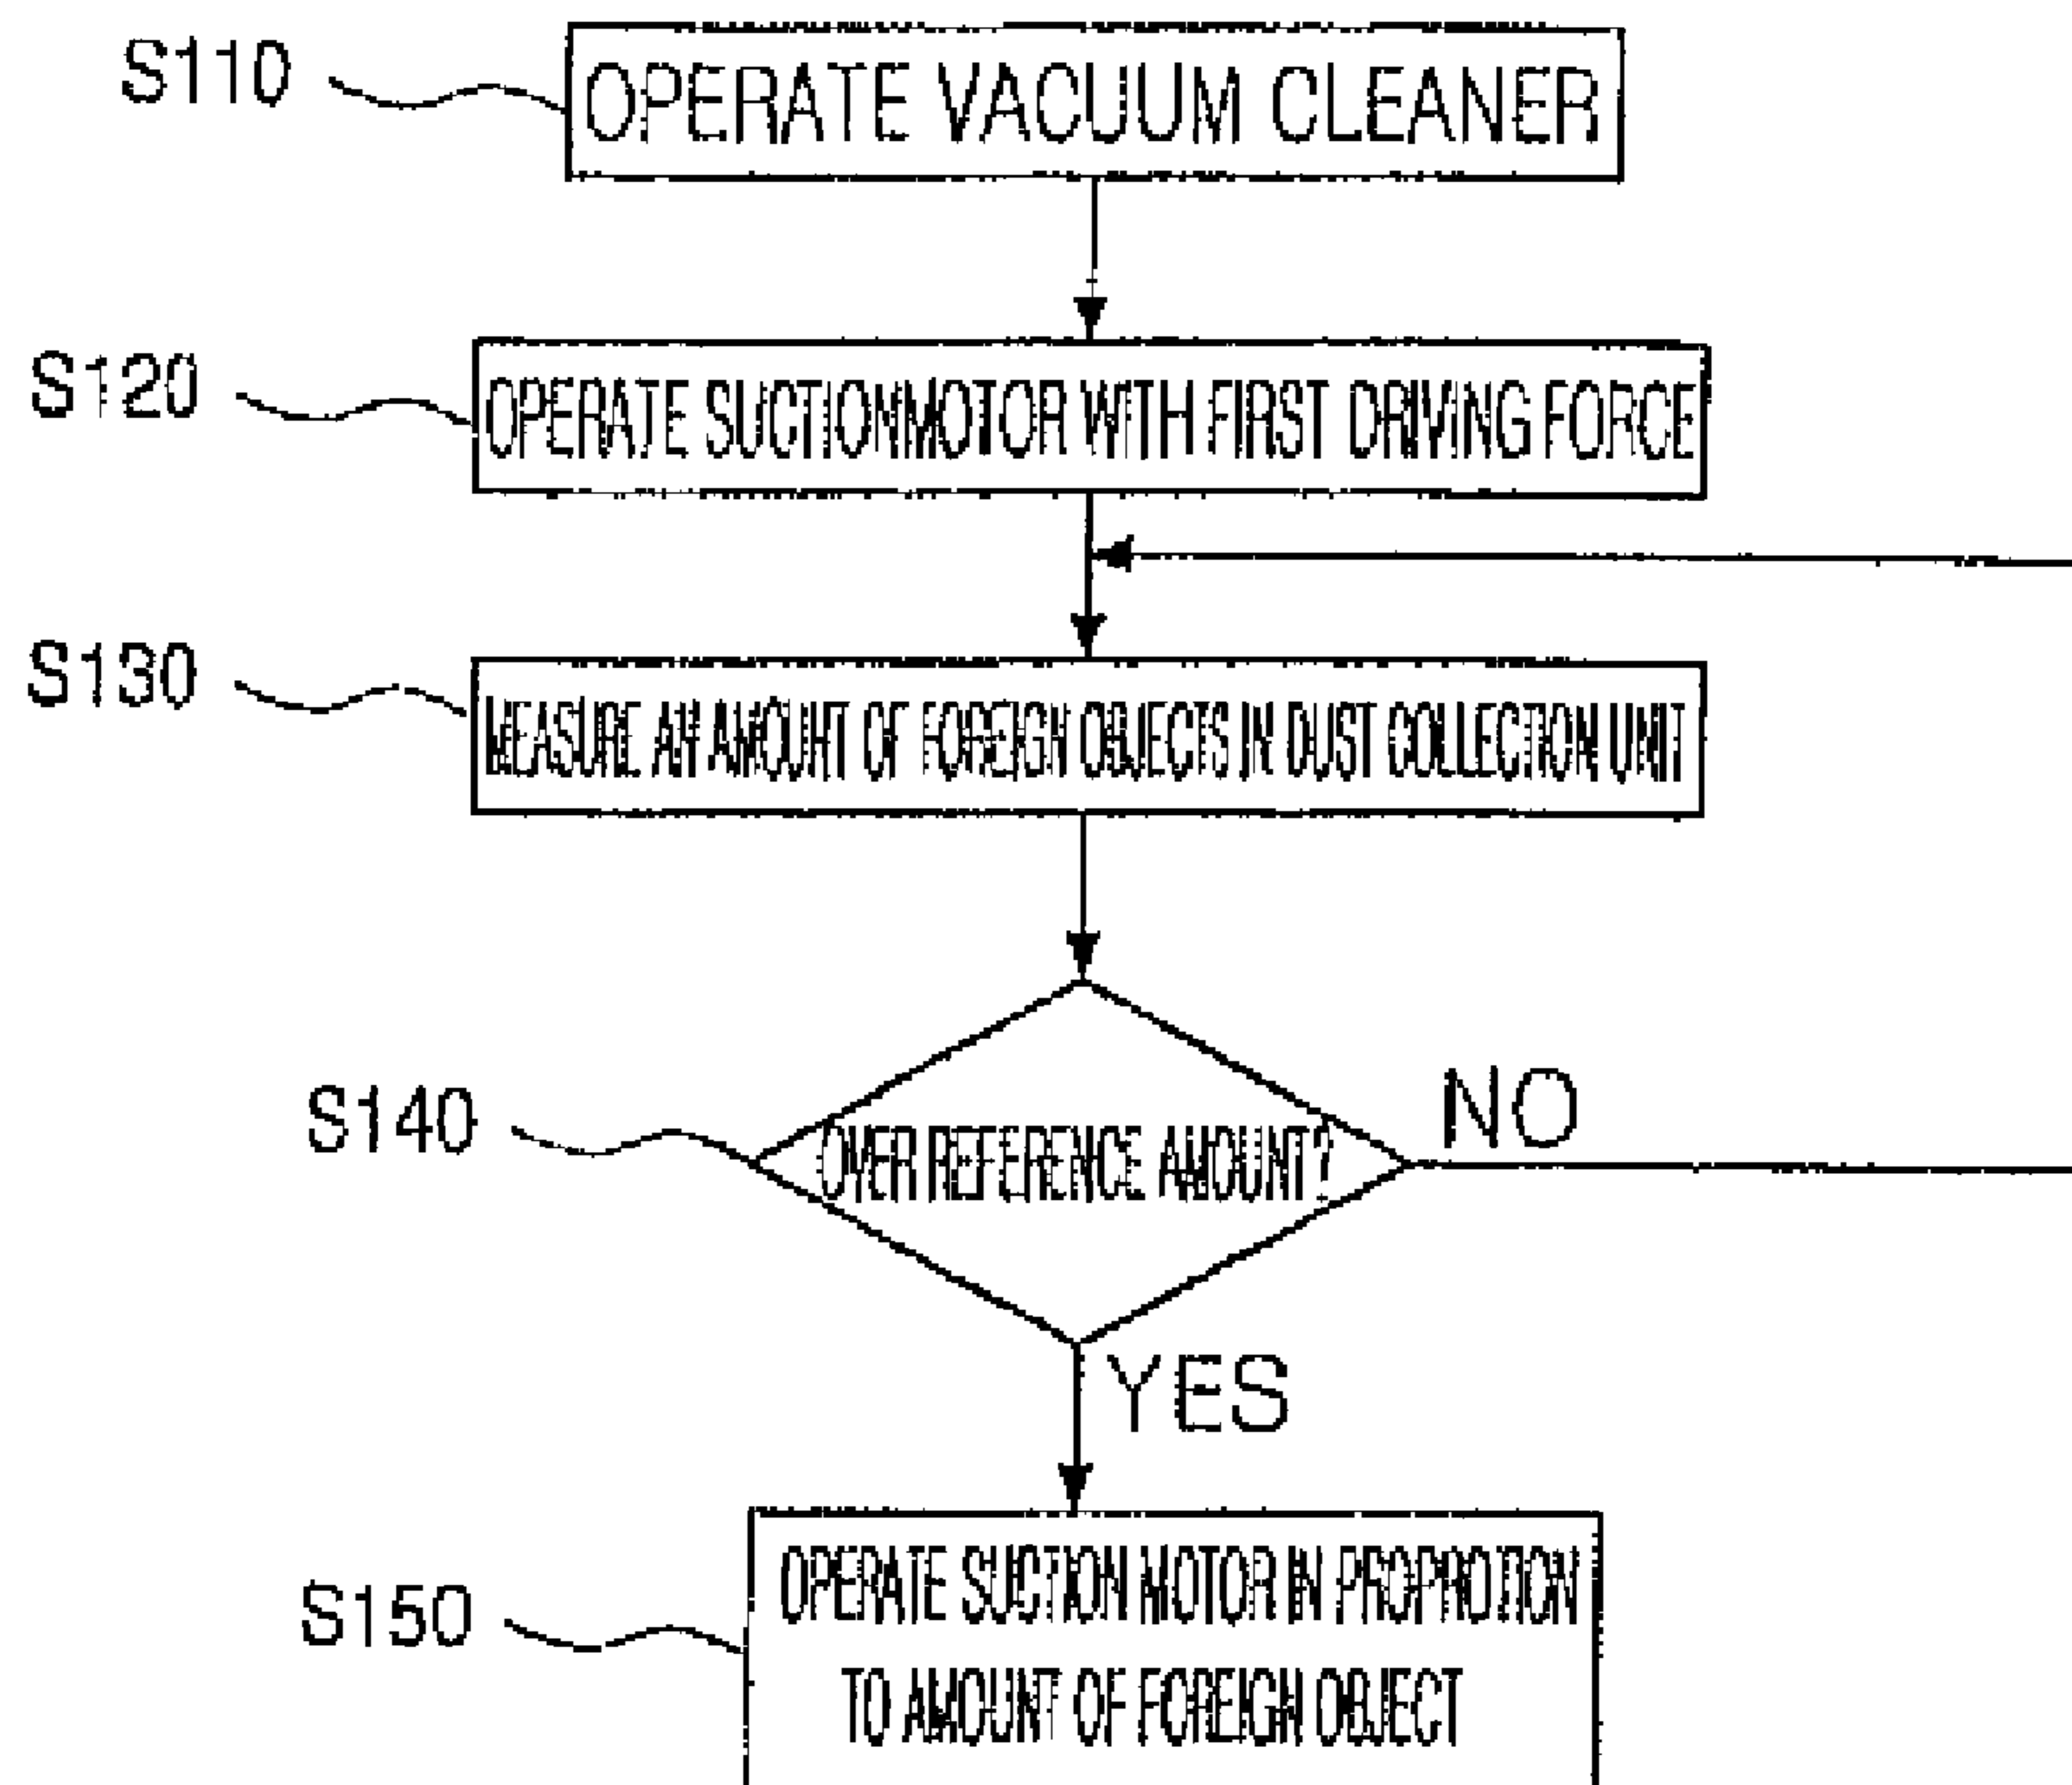 S110
OPERATE VACUUM CLEANER
S120
OPERATE SUCTIONMOTOR WITH FIRST DRIVING FORCE
S130
MEASURE AN AMOUNT OF FOREIGN OBJECTS IN DUST COLLECTION UNIT
S140
OVER REFERENCE AMOUNT?
NO
YES
S150
OPERATE SUCTION MOTOR IN PROPROTION
TO AMOUNT OF FOREIGN OBJECT